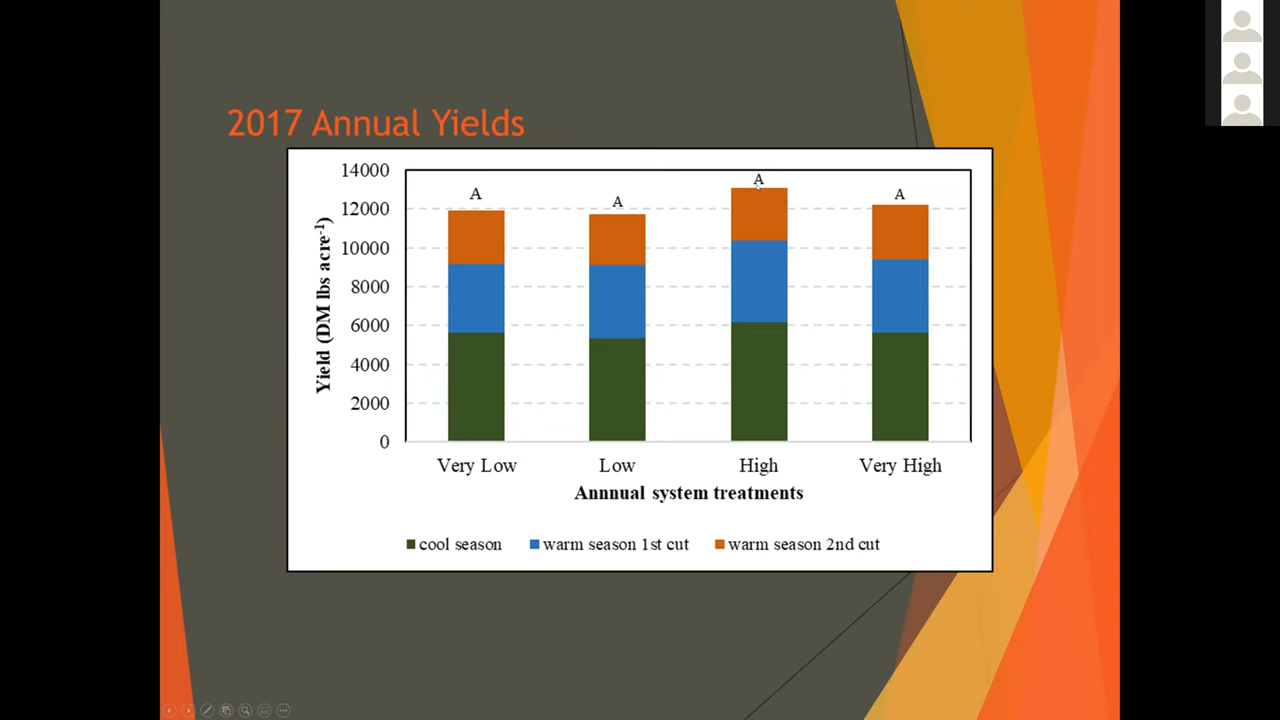 2017 Annual Yields
14000
12000
10000
8000
6000
4000
2000
0
Yield (DM lbs acre-1)
A
A
A
A
Very Low Low High Very High
Annnual system treatments
cool season warm season 1st cut warm season 2nd cut